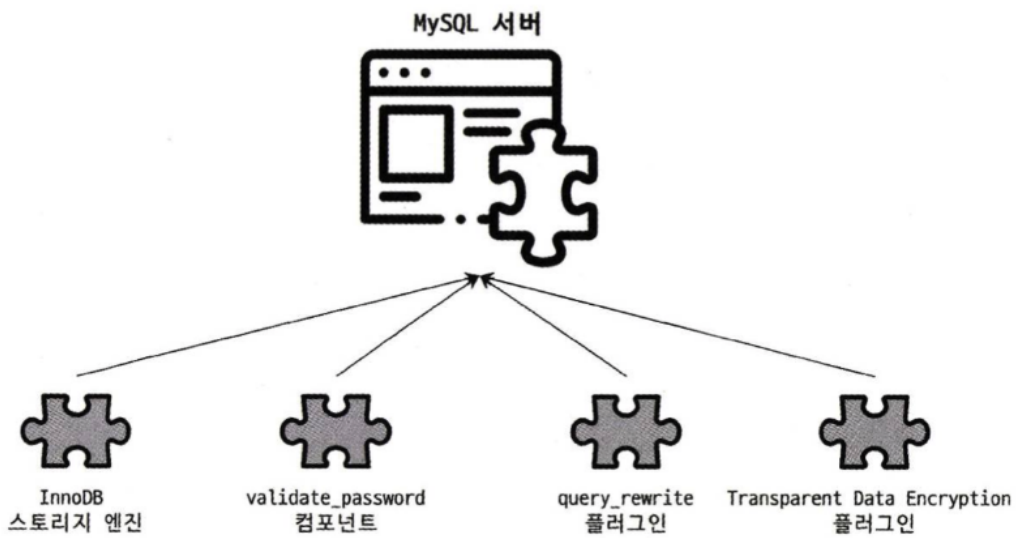 MySQL 서버
InnoDB
스토리지 엔진
validate_password
컴포넌트
query_rewrite
플러그인
Transparent Data Encryption
플러그인